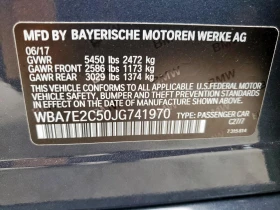 MFD BY BAYERISCHE MOTOREN WERKE AG
06/17
GVWR 5450 lbs 2472 kg
GAWR FRONT 2586 lbs 1173 kg
GAWR REAR 3029 lbs 1374 kg
THIS VEHICLE CONFORMS TO ALL APPLICABLE U.S. FEDERAL MOTOR
VEHICLE SAFETY, BUMPER, AND THEFT PREVENTION STANDARDS
IN EFFECT ON THE DATE OF MANUFACTURE SHOWN ABOVE.
WBA7E2C50JG741970 TYPE: PASSENGER CAR